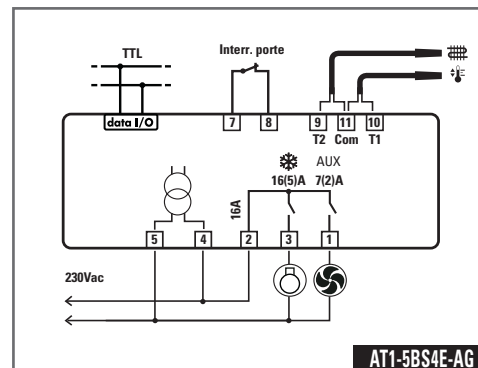 TTL
Interr. porte
data I/O
7 8 9 11 10
T2 Com T1
AUX
16(5)A 7(2)A
16A
5 4 2 3 1
230Vac
AT1-5BS4E-AG